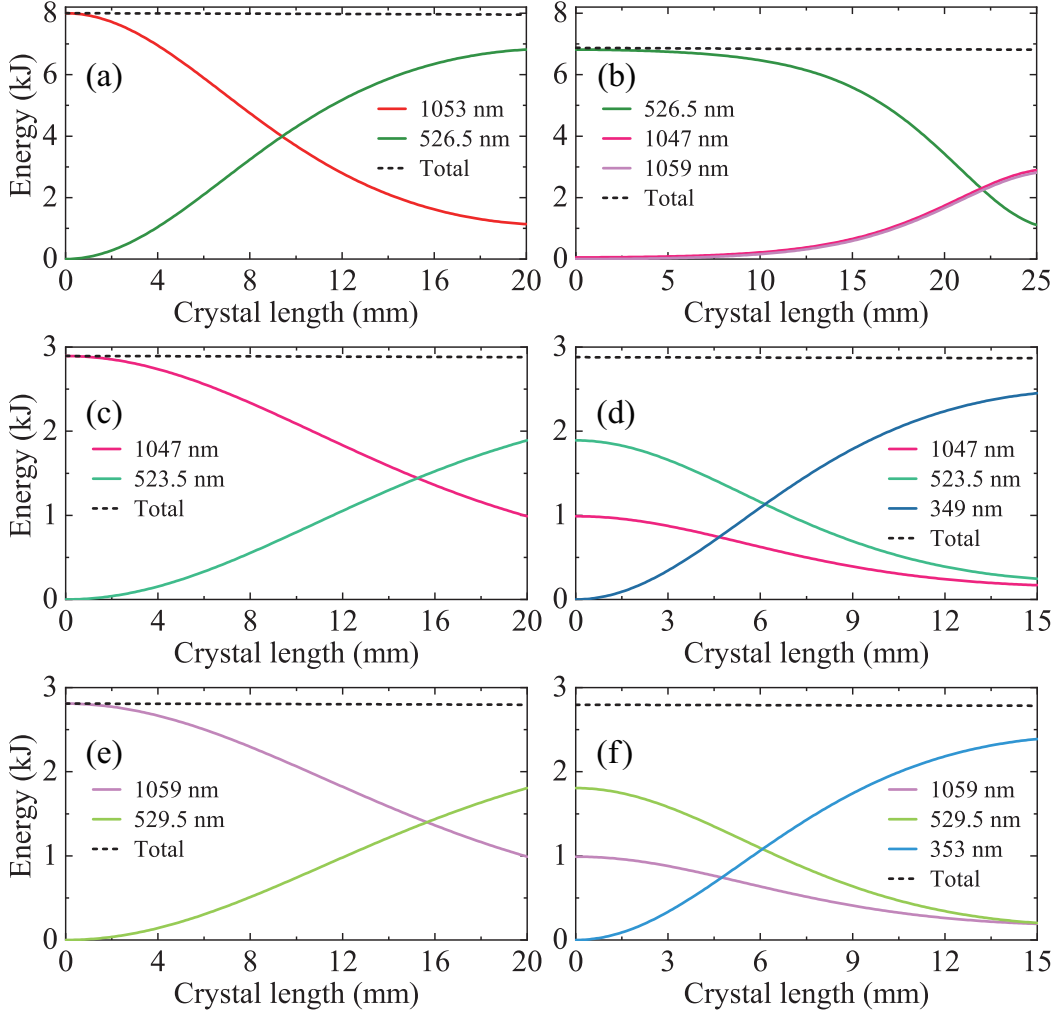 8
6
4
2
0
Energy (kJ)
(a)
1053 nm
526.5 nm
Total
0 4 8 12 16 20
Crystal length (mm)
8
6
4
2
0
(b)
526.5 nm
1047 nm
1059 nm
Total
0 5 10 15 20 25
Crystal length (mm)
3
2
1
0
Energy (kJ)
(c)
1047 nm
523.5 nm
Total
0 4 8 12 16 20
Crystal length (mm)
3
2
1
0
(d)
1047 nm
523.5 nm
349 nm
Total
0 3 6 9 12 15
Crystal length (mm)
3
2
1
0
Energy (kJ)
(e)
1059 nm
529.5 nm
Total
0 4 8 12 16 20
Crystal length (mm)
3
2
1
0
(f)
1059 nm
529.5 nm
353 nm
Total
0 3 6 9 12 15
Crystal length (mm)